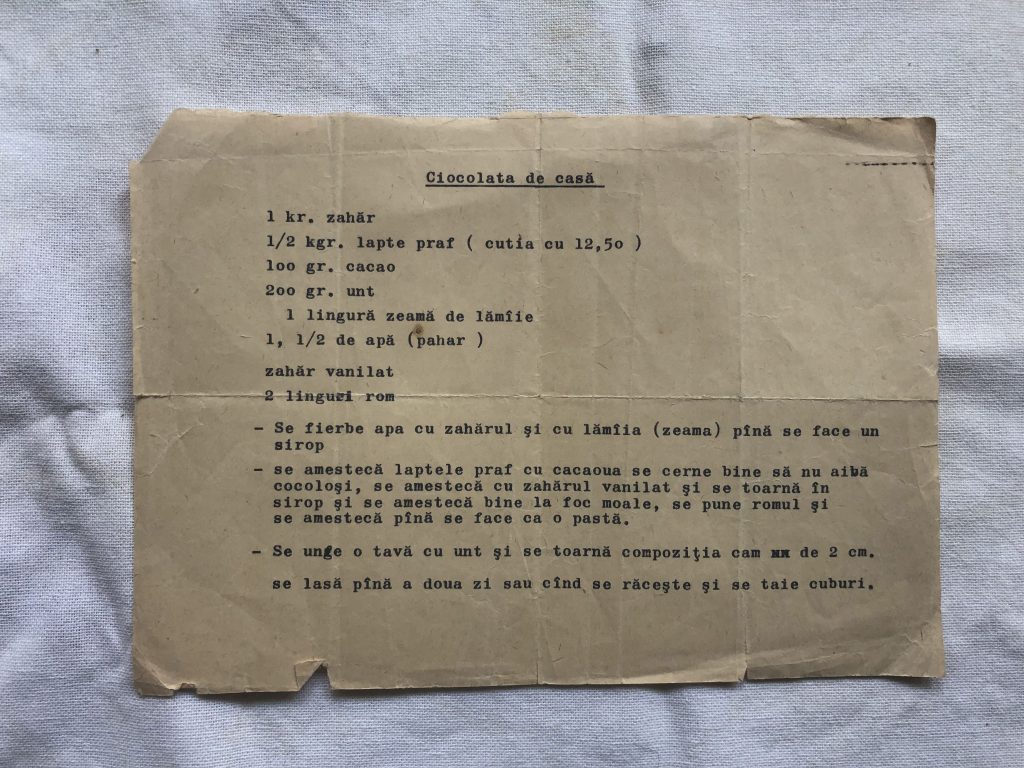 Ciocolata de casă
1 kr. zahăr
1/2 kgr. lapte praf ( cutia cu 12,5o )
loo gr. cacao
2oo gr. unt
1 lingură zeamă de lămîie
1, 1/2 de apă (pahar )
zahăr vanilat
2 linguri rom
- Se fierbe apa cu zahărul şi cu lămîia (zeama) pînă se face un
sirop
- se amestecă laptele praf cu cacaoua se cerne bine să nu aibă
cocoloşi, se amestecă cu zahărul vanilat şi se toarnă în
sirop şi se amestecă bine la foc moale, se pune romul şi
se amestecă pînă se face ca o pastă.
- Se unge o tavă cu unt şi se toarnă compoziţia cam de 2 cm.
se lasă pînă a doua zi sau cînd se răceşte şi se taie cuburi.